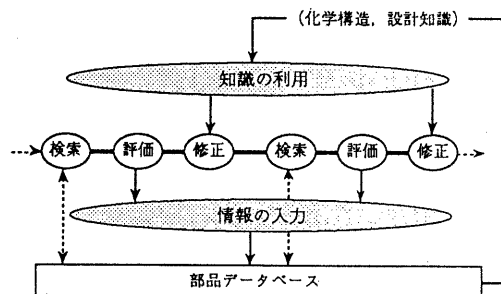 (化学構造, 設計知識)
知識の利用
検索 評価 修正 検索 評価 修正
情報の入力
部品データベース